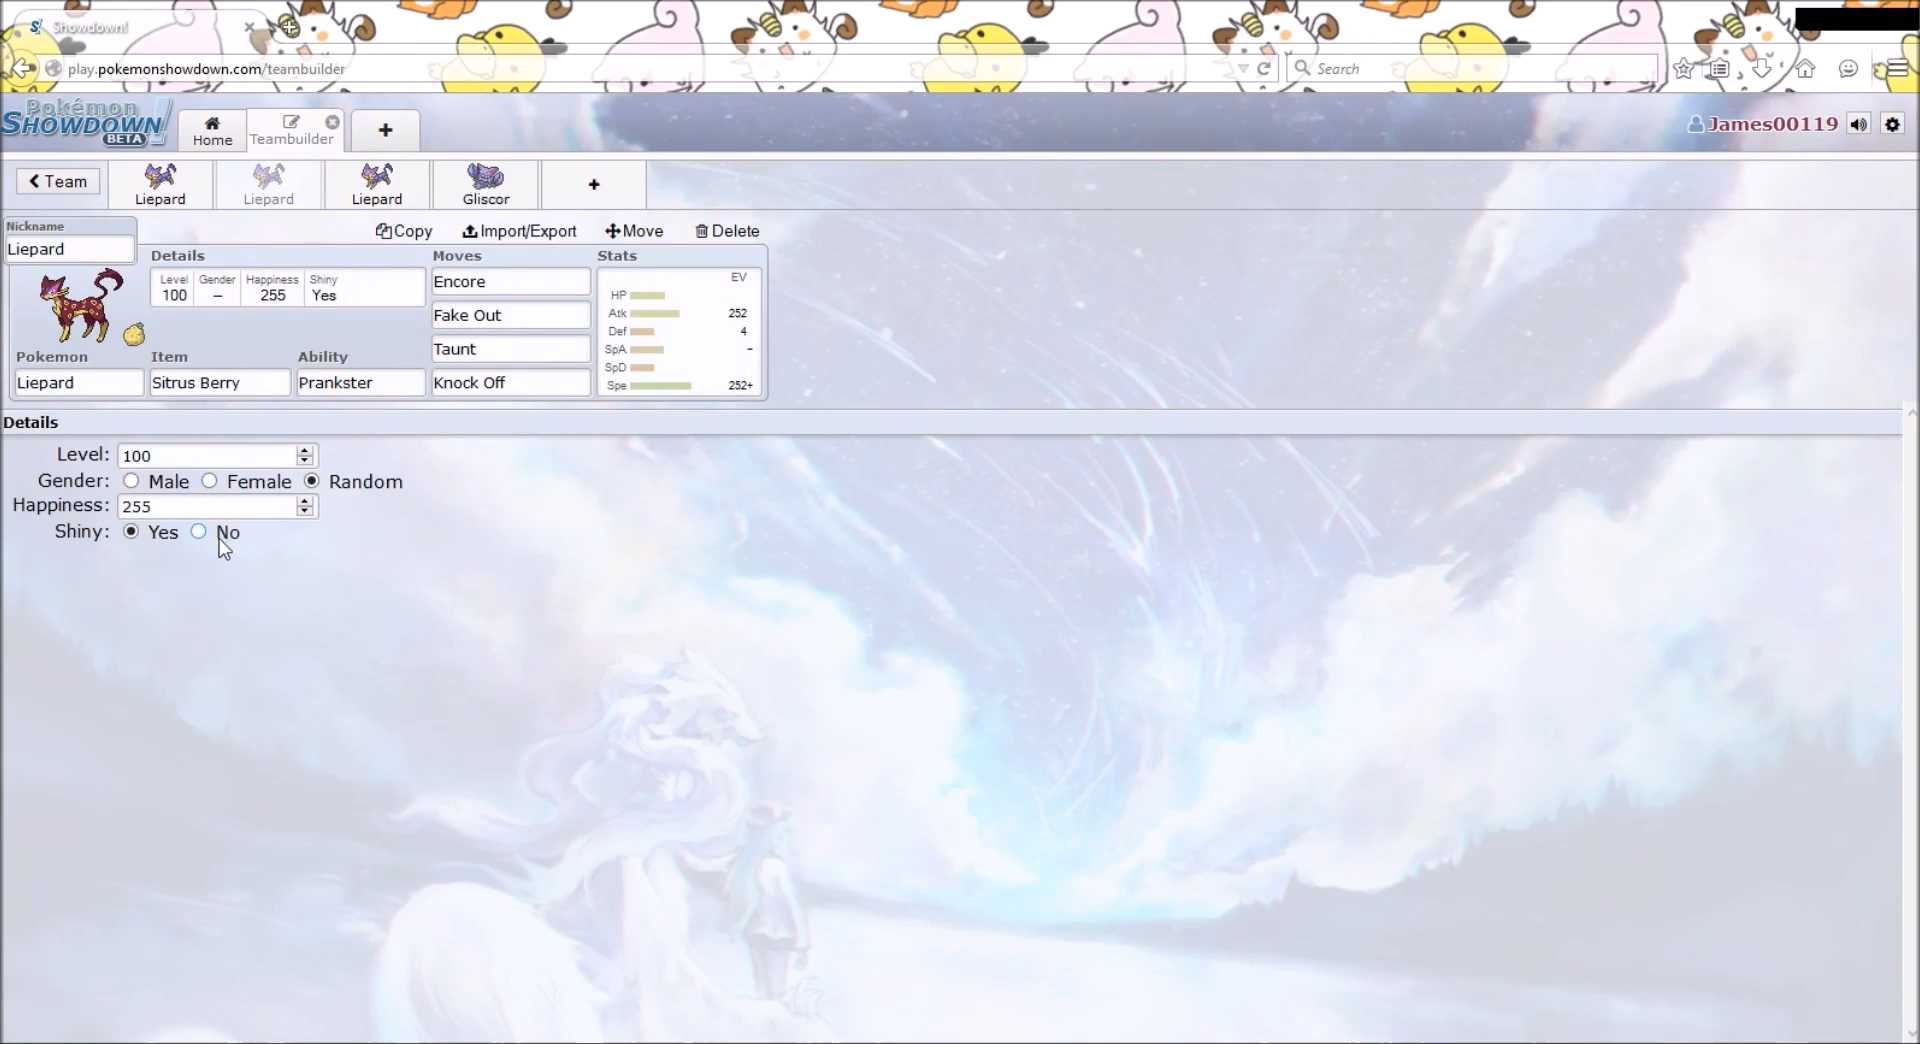 Showdown!
play.pokemonshowdown.com/teambuilder
Search
Pokémon
SHOWDOWN!
BETA
Home
Teambuilder
+
James00119
Team
Liepard
Liepard
Liepard
Gliscor
+
Nickname
Liepard
Copy
Import/Export
Move
Delete
Details
Moves
Stats
Level
Gender
Happiness
Shiny
100
–
255
Yes
Encore
Fake Out
Taunt
Knock Off
EV
HP
Atk 252
Def 4
SpA –
SpD
Spe 252+
Pokemon
Item
Ability
Liepard
Sitrus Berry
Prankster
Details
Level: 100
Gender: Male Female Random
Happiness: 255
Shiny: Yes No